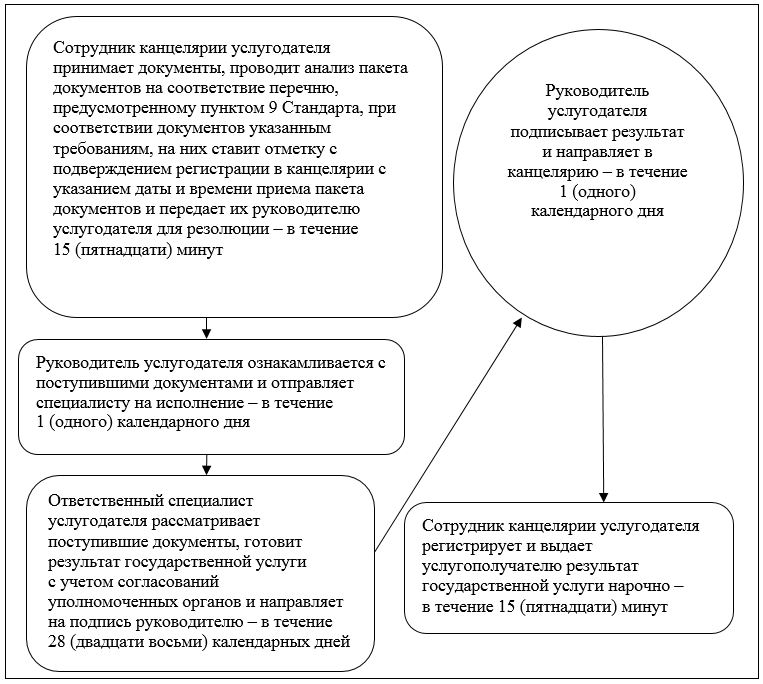 Сотрудник канцелярии услугодателя
принимает документы, проводит анализ пакета
документов на соответствие перечню,
предусмотренному пунктом 9 Стандарта, при
соответствии документов указанным
требованиям, на них ставит отметку с
подверждением регистрации в канцелярии с
указанием даты и времени приема пакета
документов и передает их руководителю
услугодателя для резолюции – в течение
15 (пятнадцати) минут
Руководитель услугодателя ознакамливается с
поступившими документами и отправляет
специалисту на исполнение – в течение
1 (одного) календарного дня
Ответственный специалист
услугодателя рассматривает
поступившие документы, готовит
результат государственной услуги
с учетом согласований
уполномоченных органов и направляет
на подпись руководителю – в течение
28 (двадцати восьми) календарных дней
Руководитель
услугодателя
подписывает результат
и направляет в
канцелярию – в течение
1 (одного)
календарного дня
Сотрудник канцелярии услугодателя
регистрирует и выдает
услугополучателю результат
государственной услуги нарочно –
в течение 15 (пятнадцати) минут